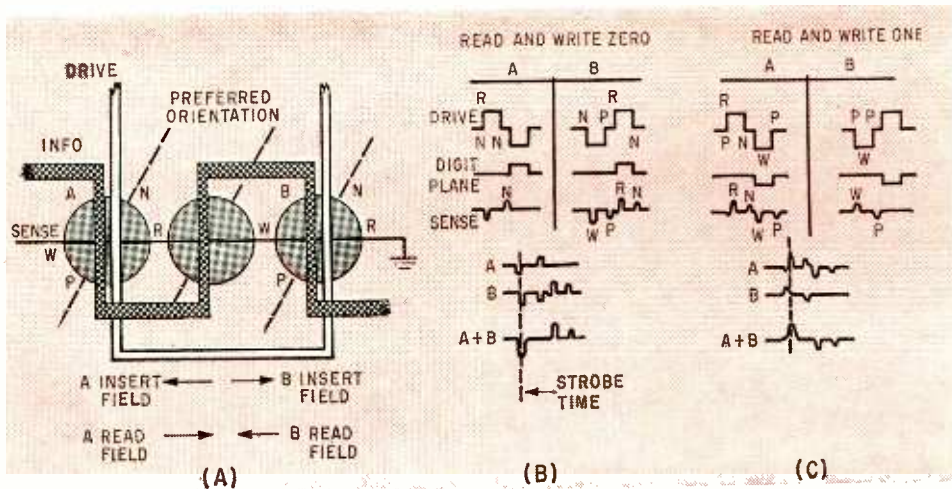 DRIVE
PREFERRED
ORIENTATION
INFO
A
N
B
N
SENSE
W
R
W
R
P
P
A INSERT
FIELD
B INSERT
FIELD
A READ
FIELD
B READ
FIELD
(A)
READ AND WRITE ZERO
A
B
R
R
DRIVE
N P
N N
N
DIGIT
PLANE
N
R
N
SENSE
W P
A
B
A+B
STROBE
TIME
(B)
READ AND WRITE ONE
A
B
R
P
P P
P N
W
W
R
N
W
W P
P
A
B
A+B
(C)